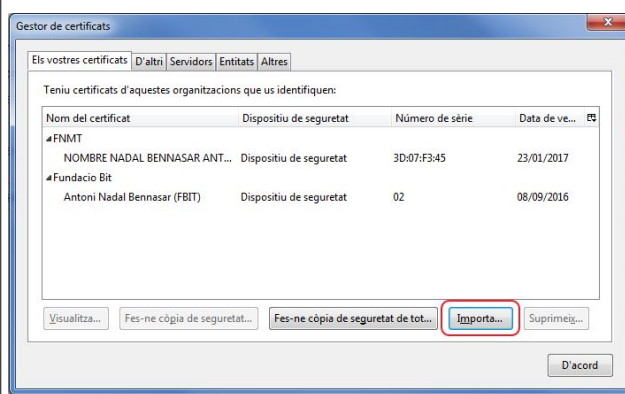 Gestor de certificats
Els vostres certificats D'altri Servidors Entitats Altres
Teniu certificats d'aquestes organitzacions que us identifiquen:
Nom del certificat Dispositiu de seguretat Número de sèrie Data de ve...
FNMT
NOMBRE NADAL BENNASAR ANT... Dispositiu de seguretat 3D:07:F3:45 23/01/2017
Fundacio Bit
Antoni Nadal Bennasar (FBIT) Dispositiu de seguretat 02 08/09/2016
Visualitza... Fes-ne còpia de seguretat... Fes-ne còpia de seguretat de tot... Importa... Suprimeix...
D'acord